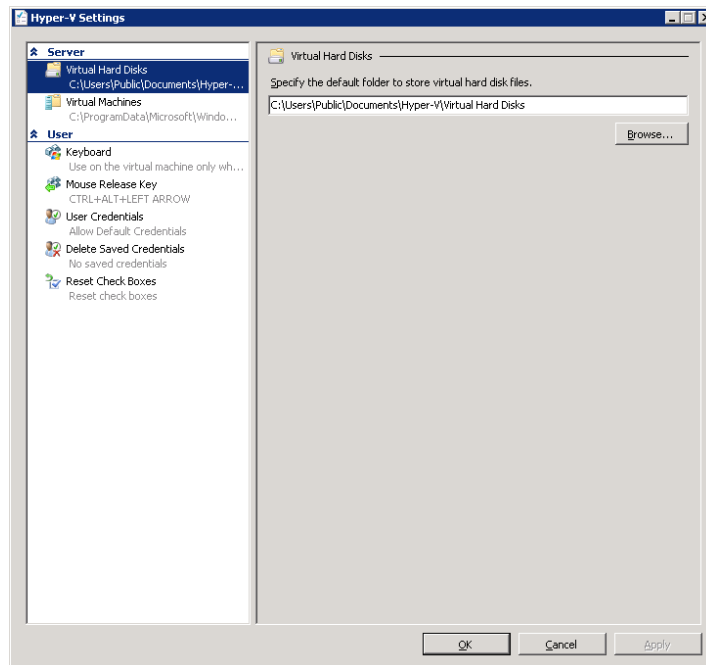 Hyper-V Settings
Server
Virtual Hard Disks
C:\Users\Public\Documents\Hyper-...
Virtual Machines
C:\ProgramData\Microsoft\Windo...
User
Keyboard
Use on the virtual machine only wh...
Mouse Release Key
CTRL+ALT+LEFT ARROW
User Credentials
Allow Default Credentials
Delete Saved Credentials
No saved credentials
Reset Check Boxes
Reset check boxes
Virtual Hard Disks
Specify the default folder to store virtual hard disk files.
C:\Users\Public\Documents\Hyper-V\Virtual Hard Disks
Browse...
OK
Cancel
Apply